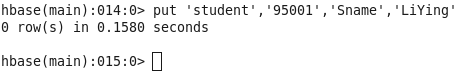 hbase(main):014:0> put 'student','95001','Sname','LiYing'
0 row(s) in 0.1580 seconds
hbase(main):015:0>